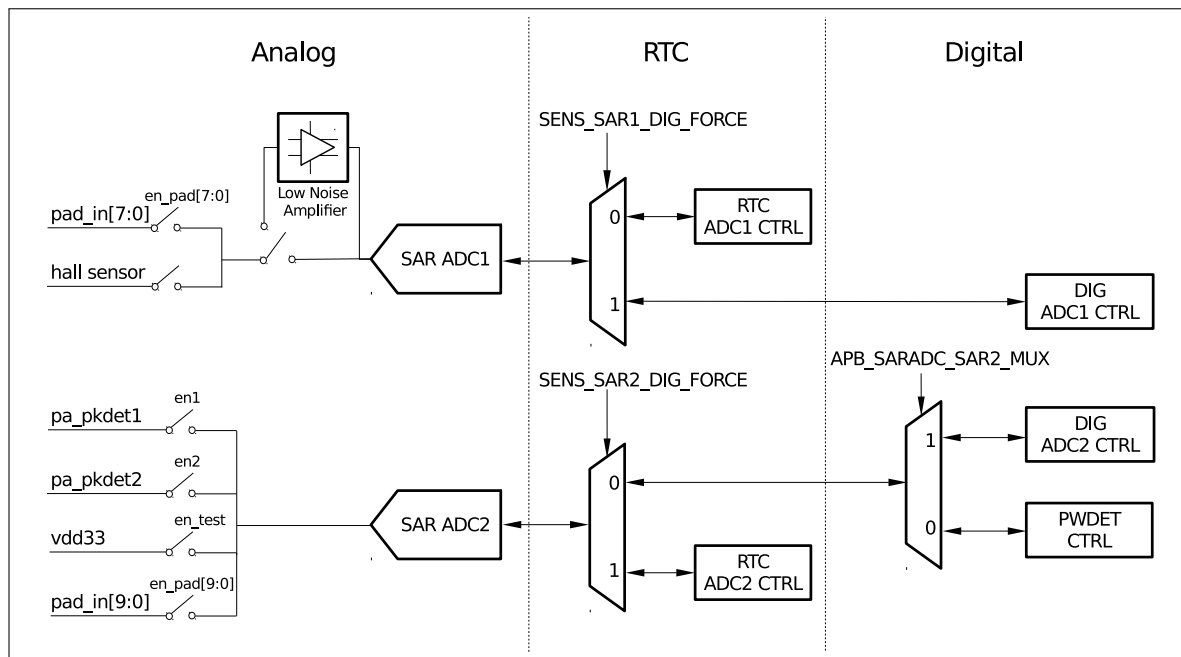 Analog
RTC
Digital
SENS_SAR1_DIG_FORCE
Low Noise
Amplifier
en_pad[7:0]
pad_in[7:0]
hall sensor
SAR ADC1
0
1
RTC
ADC1 CTRL
DIG
ADC1 CTRL
SENS_SAR2_DIG_FORCE
APB_SARADC_SAR2_MUX
en1
pa_pkdet1
en2
pa_pkdet2
en_test
vdd33
en_pad[9:0]
pad_in[9:0]
SAR ADC2
0
1
RTC
ADC2 CTRL
1
0
DIG
ADC2 CTRL
PWDET
CTRL